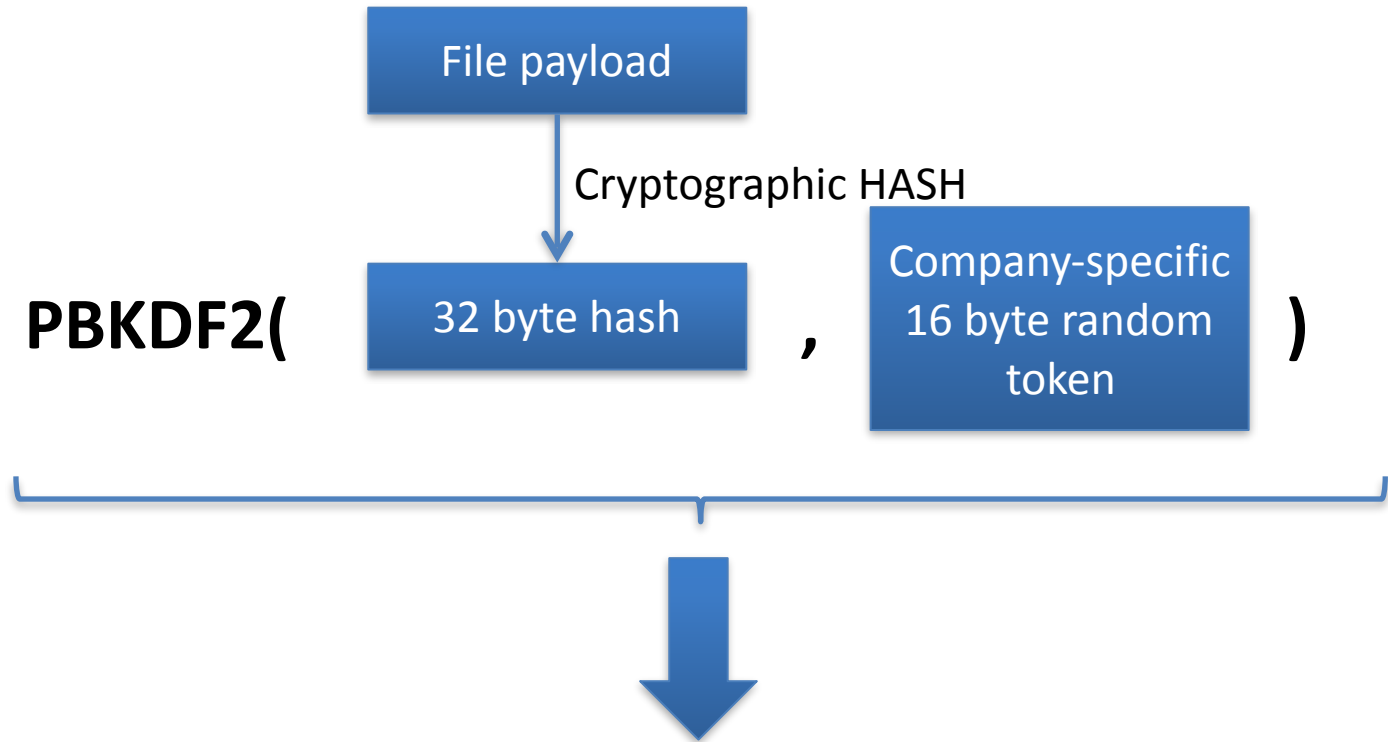 File payload
Cryptographic HASH
PBKDF2(
32 byte hash
,
Company-specific
16 byte random
token
)